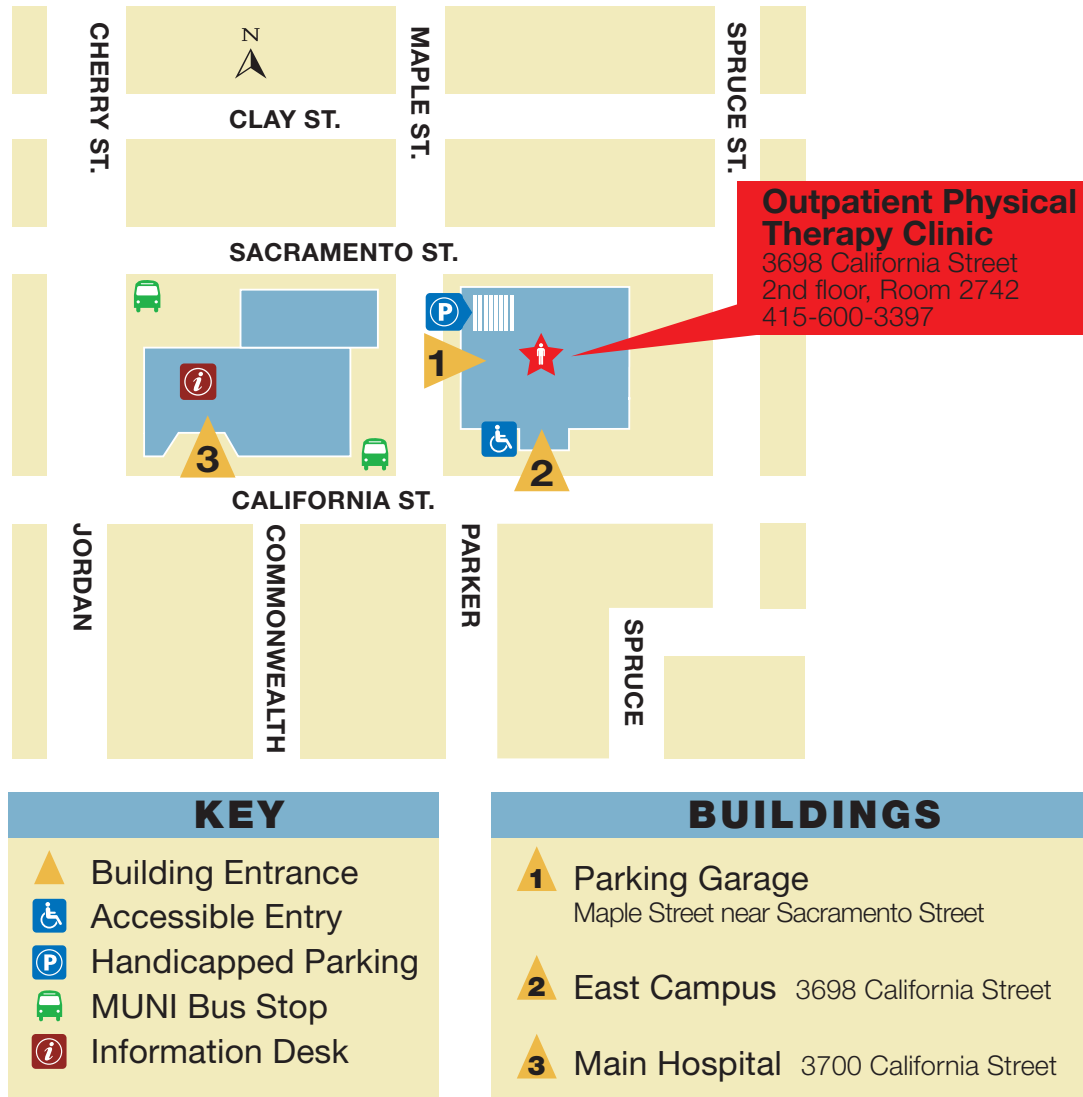 N
CHERRY ST.
MAPLE ST.
SPRUCE ST.
CLAY ST.
Outpatient Physical
Therapy Clinic
3698 California Street
2nd floor, Room 2742
415-600-3397
SACRAMENTO ST.
P
1
i
3
2
CALIFORNIA ST.
JORDAN
COMMONWEALTH
PARKER
SPRUCE
KEY
Building Entrance
Accessible Entry
P Handicapped Parking
MUNI Bus Stop
i Information Desk
BUILDINGS
1 Parking Garage
Maple Street near Sacramento Street
2 East Campus 3698 California Street
3 Main Hospital 3700 California Street